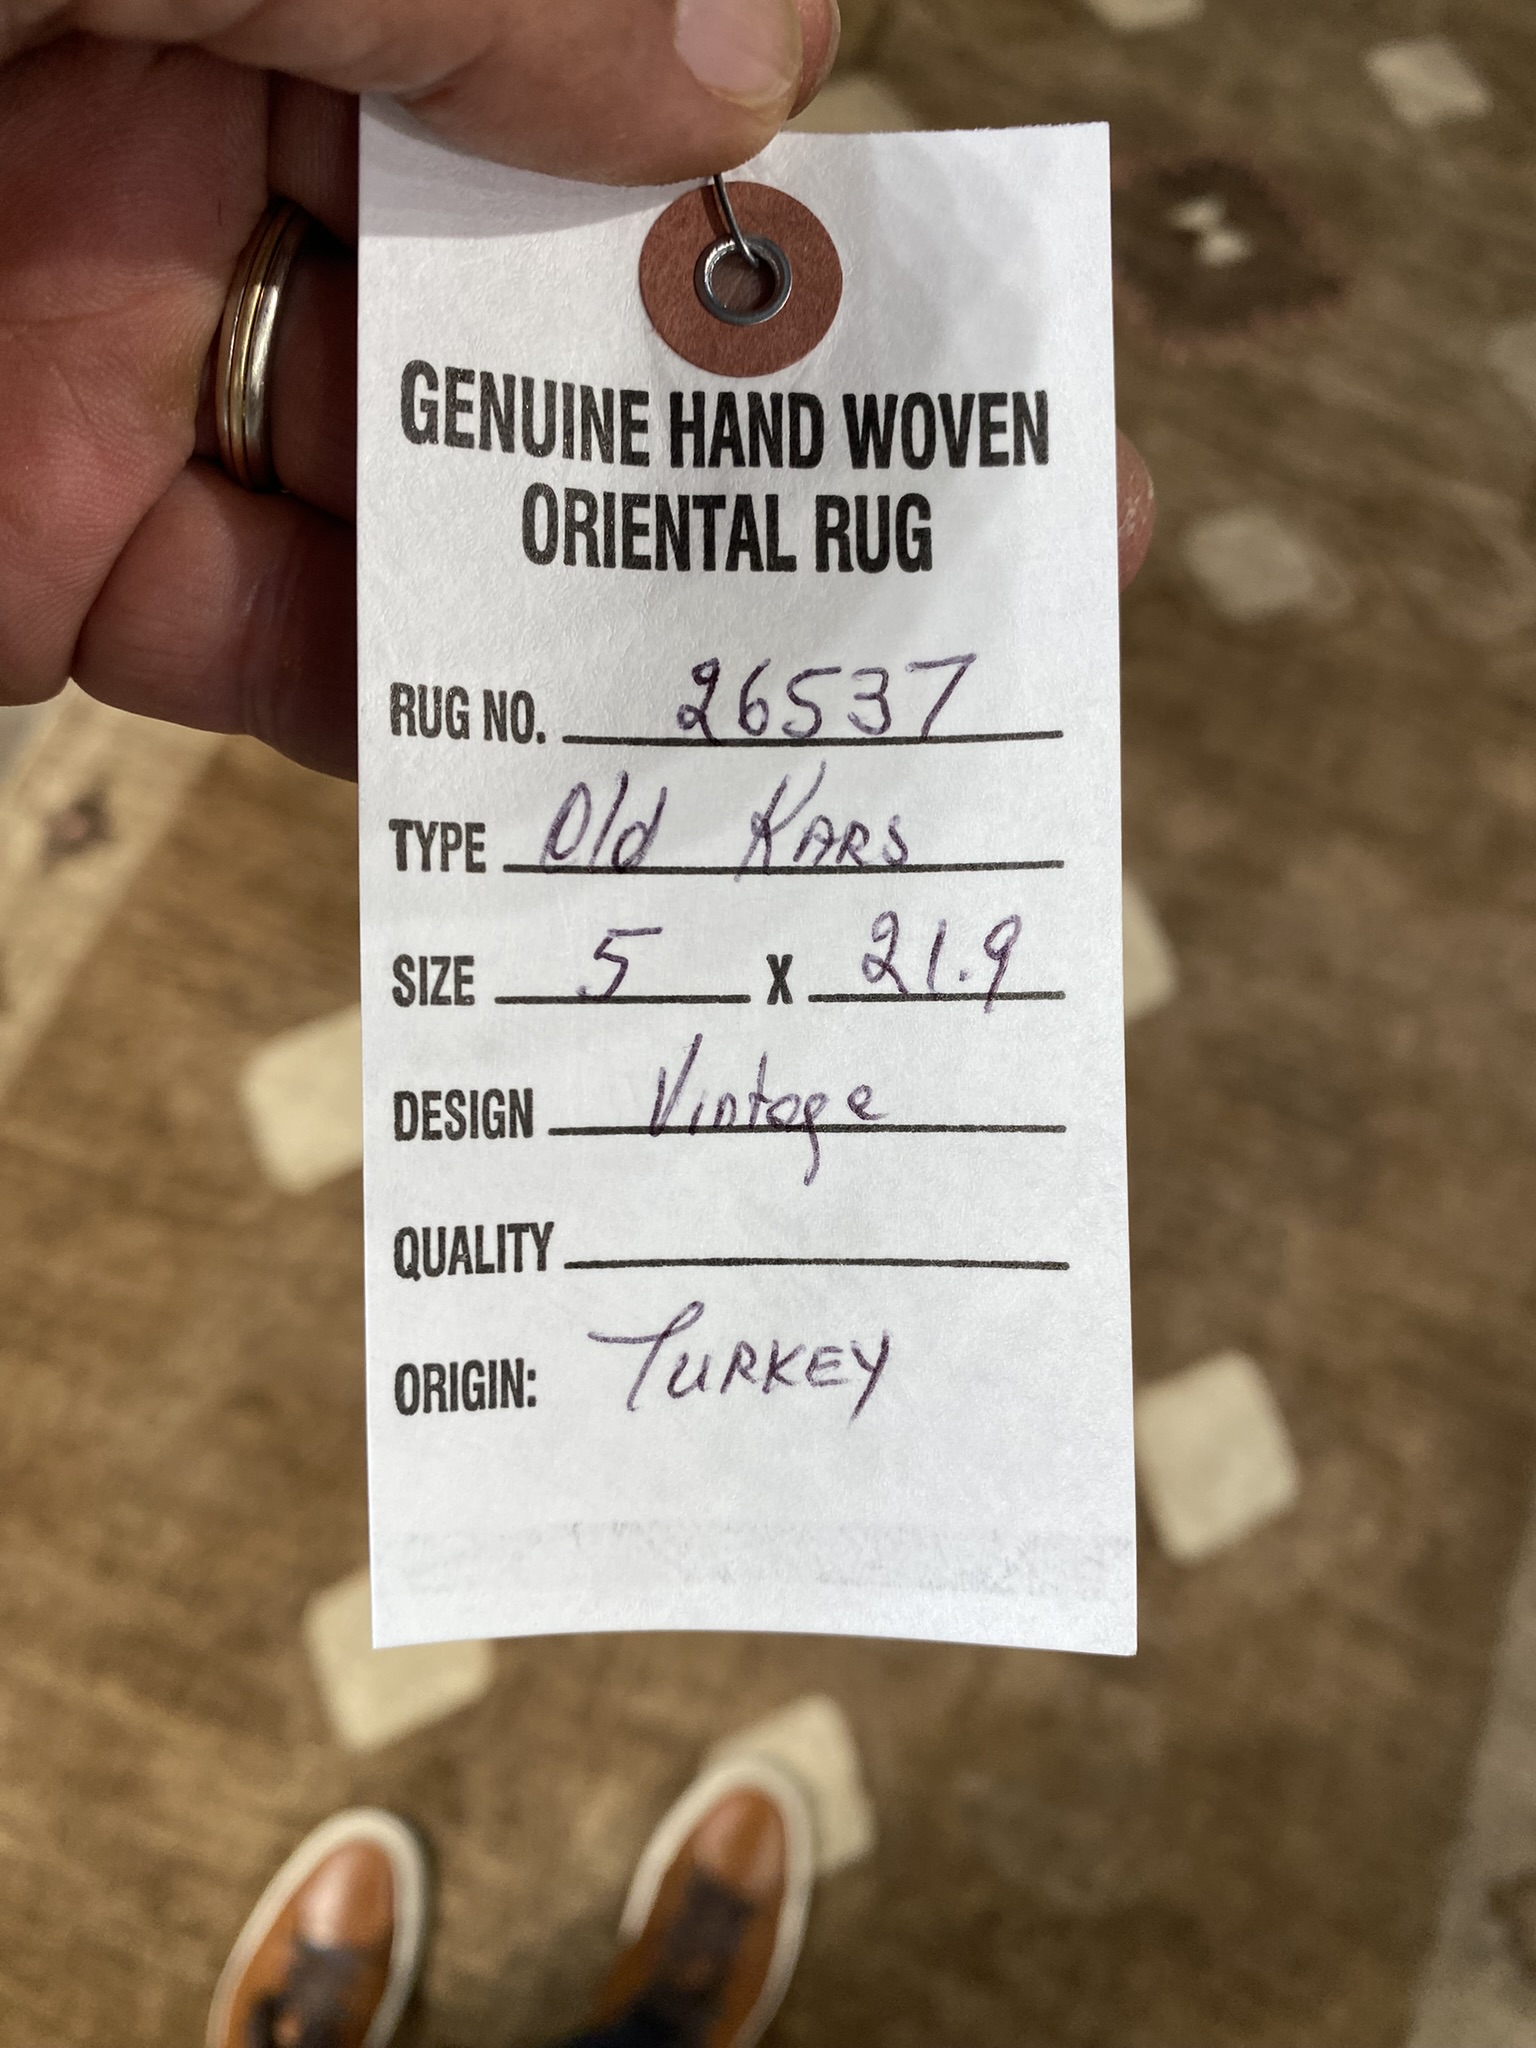 GENUINE HAND WOVEN
ORIENTAL RUG
RUG NO. 26537
TYPE Old KARS
SIZE 5 X 21.9
DESIGN Vintage
QUALITY
ORIGIN: TURKEY